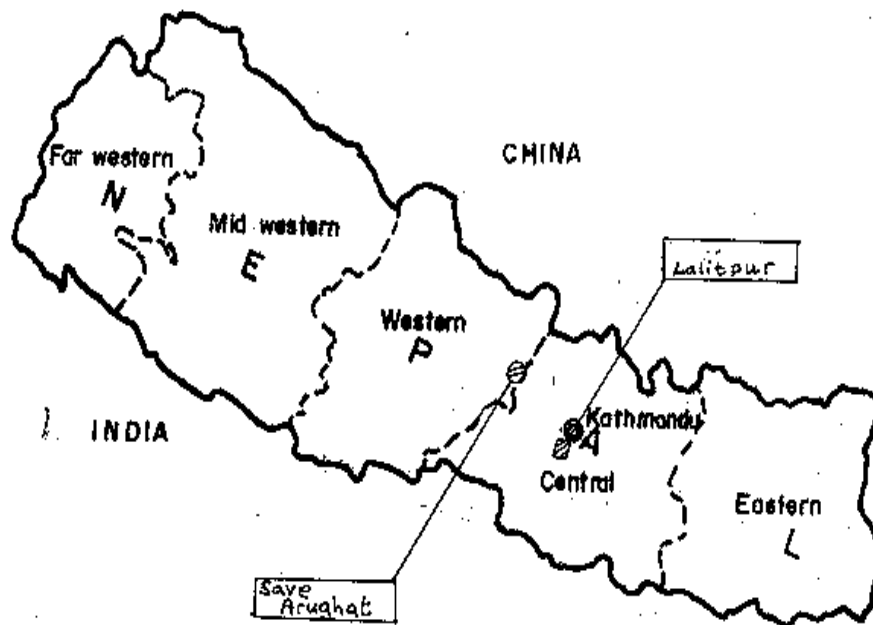 CHINA
Far western
N
Mid western
E
Lalitpur
Western
P
INDIA
Kathmandu
A
Central
Eastern
L
Save
Arughat